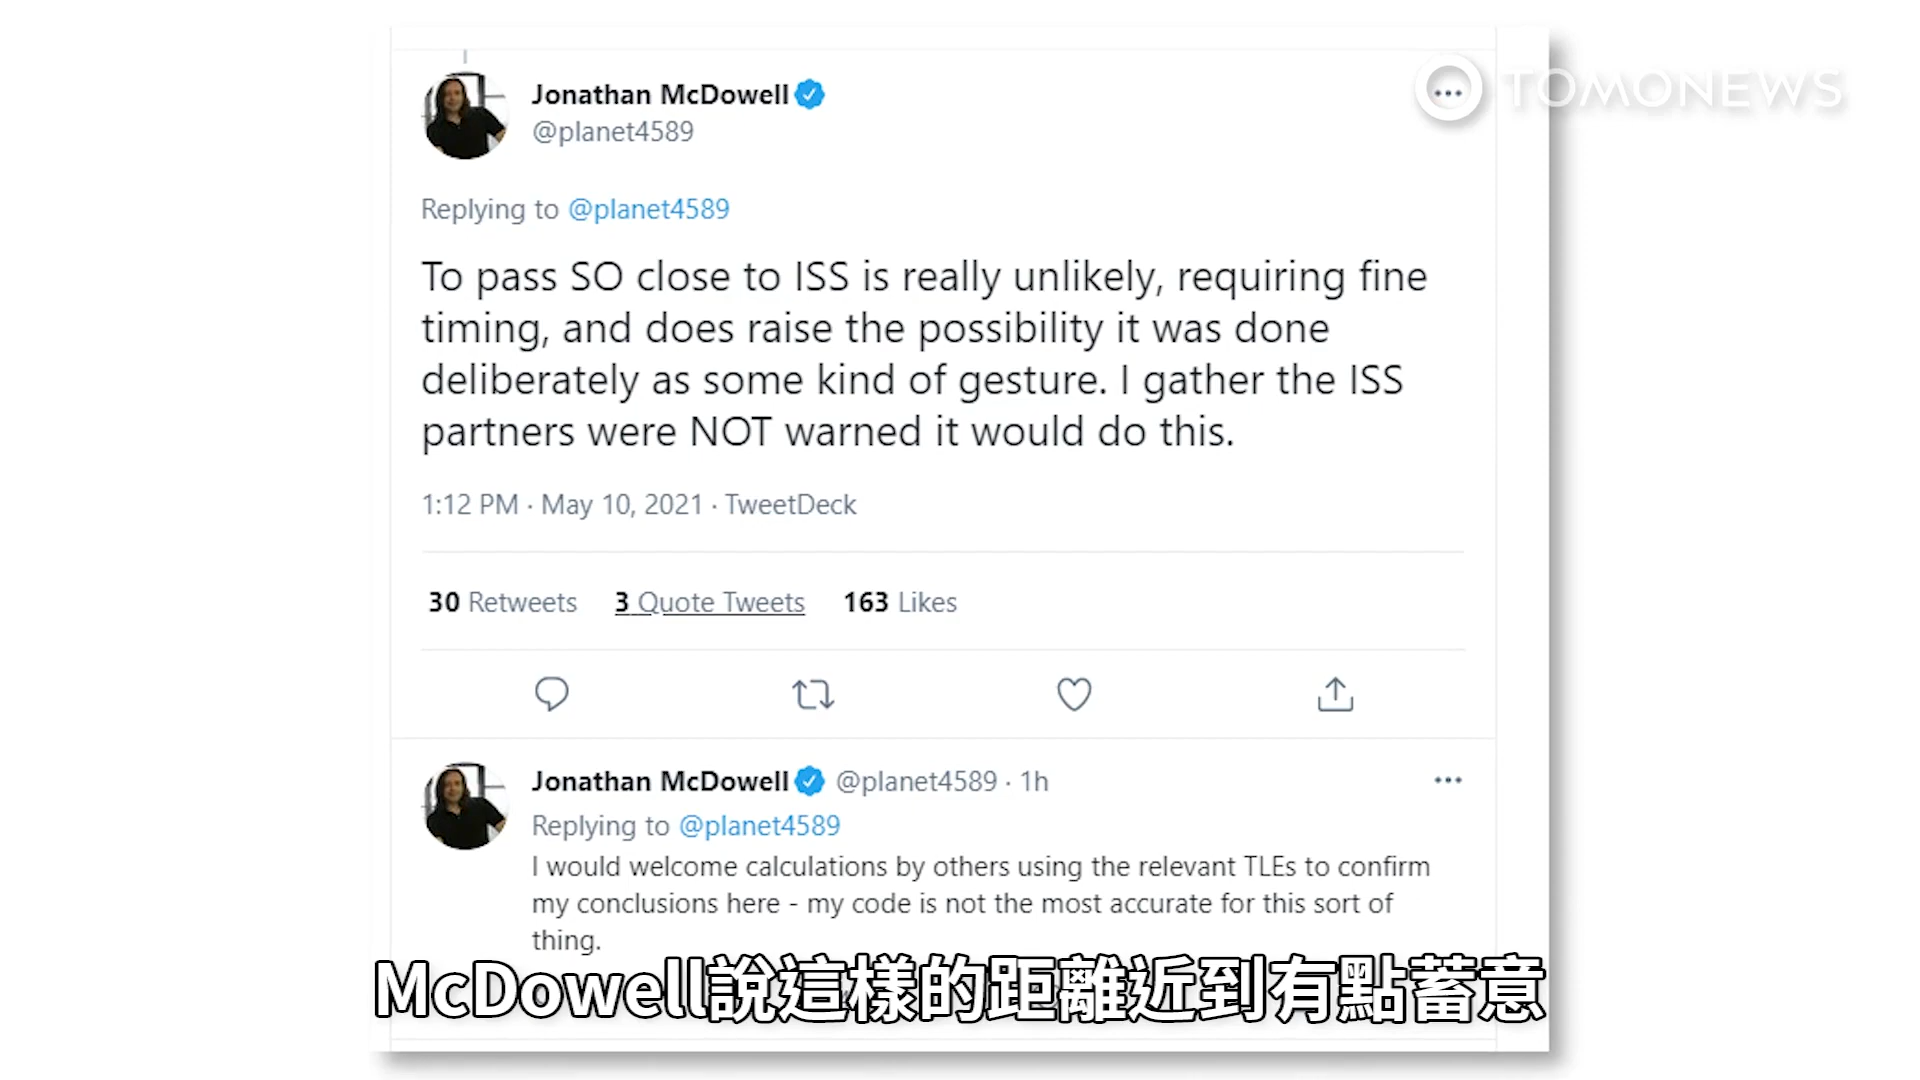 Jonathan McDowell
@planet4589
TOMONEWS
Replying to @planet4589
To pass SO close to ISS is really unlikely, requiring fine
timing, and does raise the possibility it was done
deliberately as some kind of gesture. I gather the ISS
partners were NOT warned it would do this.
1:12 PM · May 10, 2021 · TweetDeck
30 Retweets 3 Quote Tweets 163 Likes
Jonathan McDowell @planet4589 · 1h
Replying to @planet4589
I would welcome calculations by others using the relevant TLEs to confirm
my conclusions here - my code is not the most accurate for this sort of
thing.
McDowell說這樣的距離近到有點蓄意